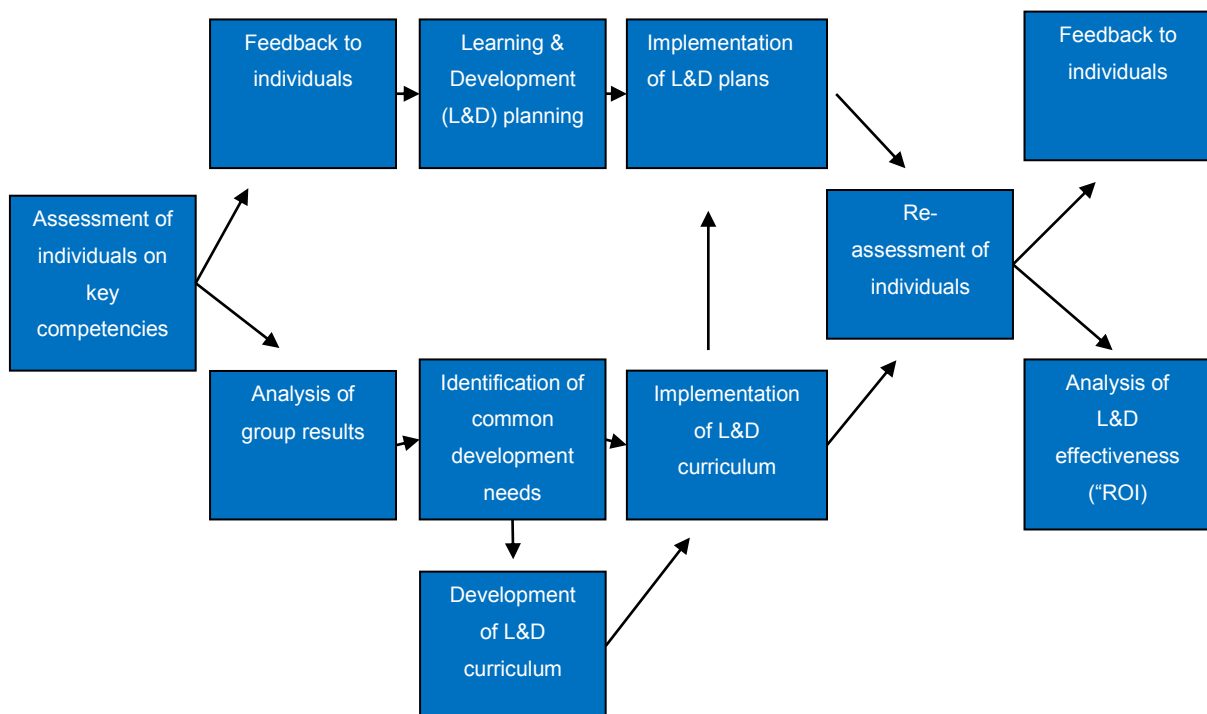 Feedback to
individuals
Learning &
Development
(L&D) planning
Implementation
of L&D plans
Feedback to
individuals
Assessment of
individuals on
key
competencies
Re-
assessment of
individuals
Analysis of
group results
Identification of
common
development
needs
Implementation
of L&D
curriculum
Analysis of
L&D
effectiveness
(“ROI)
Development
of L&D
curriculum